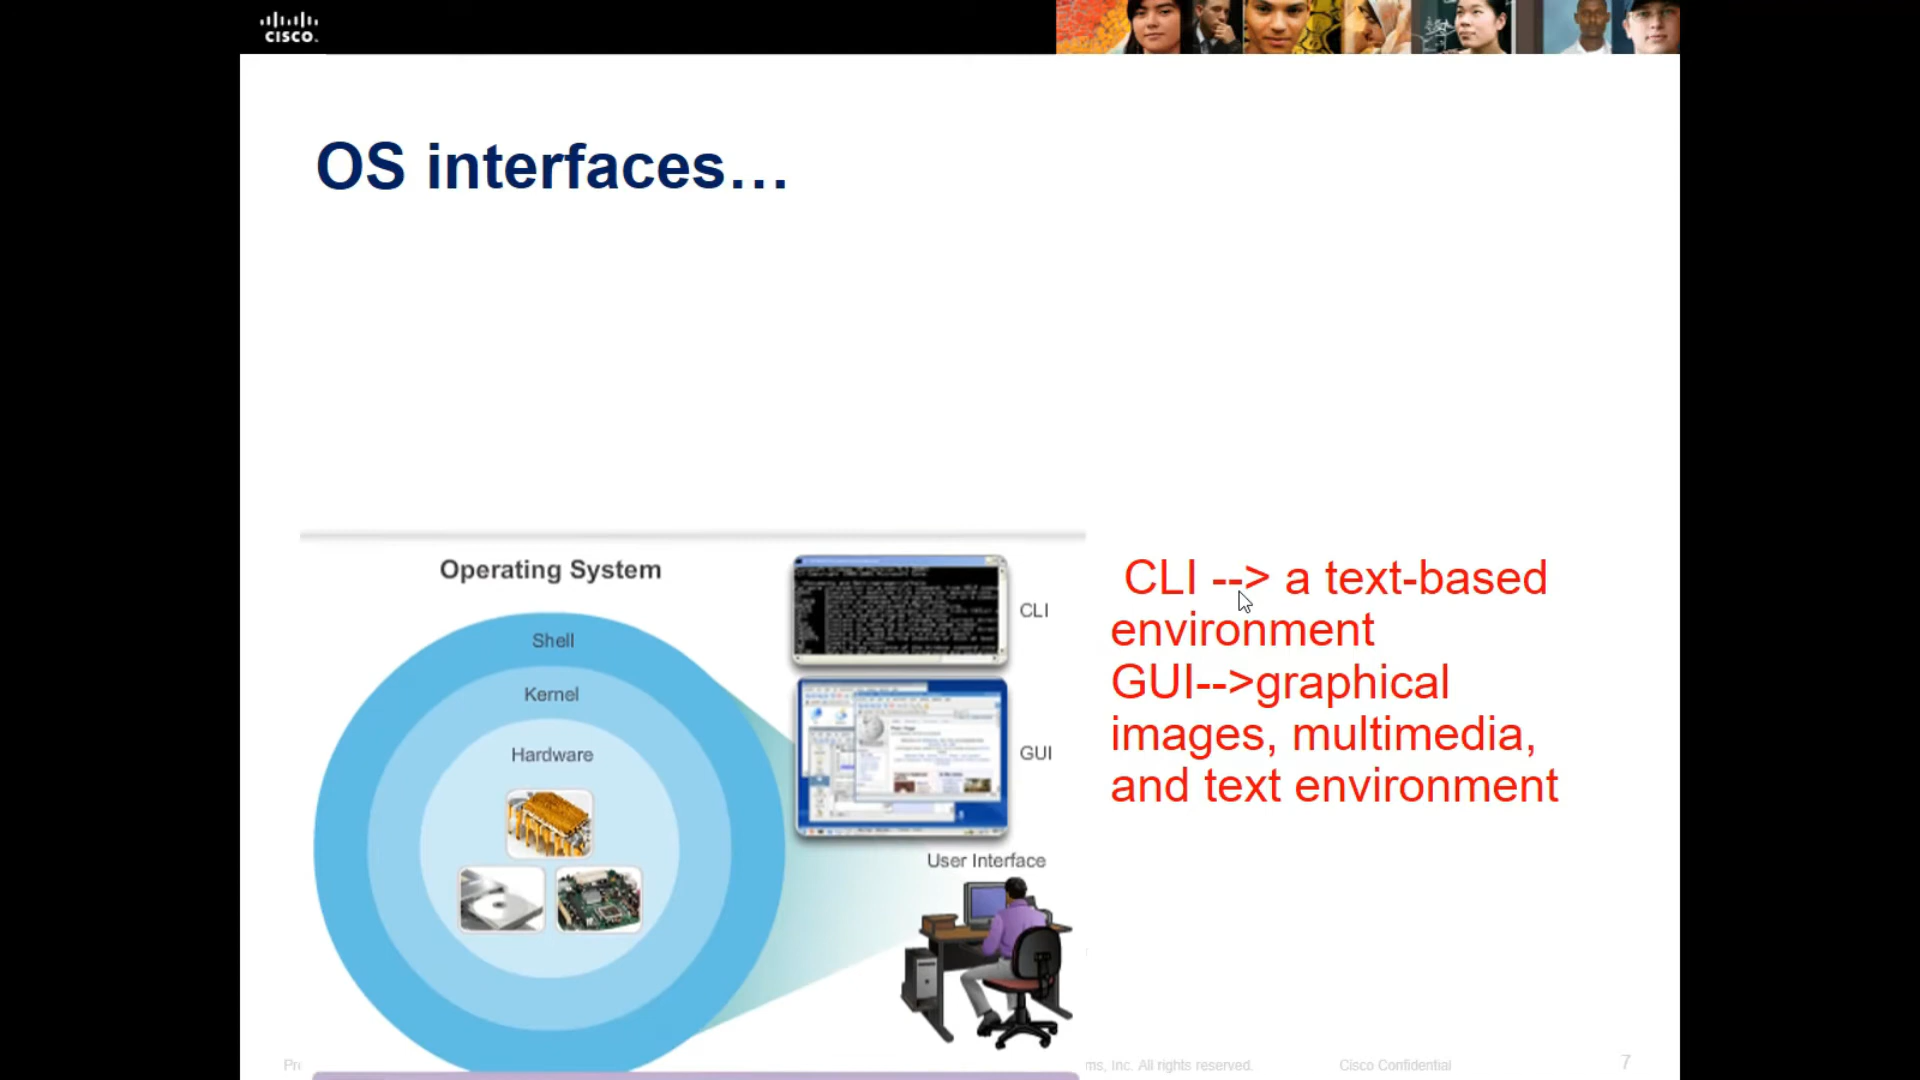 CISCO.
OS interfaces…
Operating System
Shell
Kernel
Hardware
CLI
GUI
User Interface
CLI --> a text-based
environment
GUI-->graphical
images, multimedia,
and text environment
Inc. All rights reserved.
Cisco Confidential
7